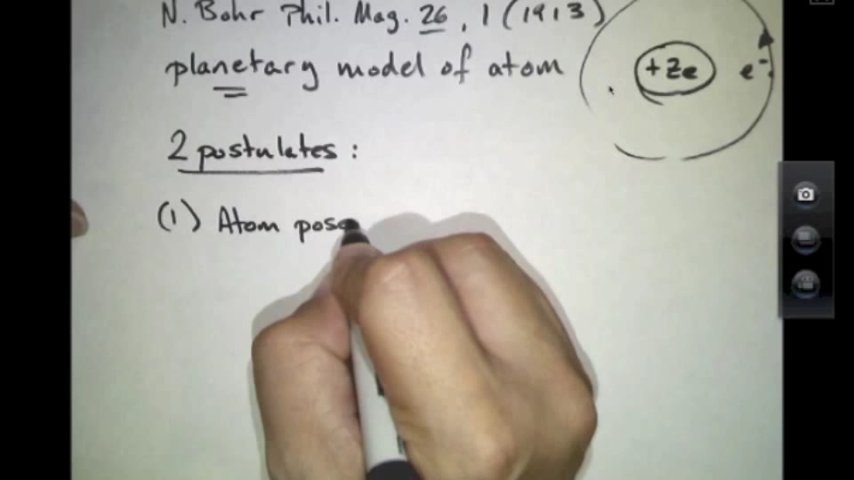 N. Bohr Phil. Mag. 26, 1 (1913)
planetary model of atom
+Ze e-
2 postulates :
(1) Atom pos